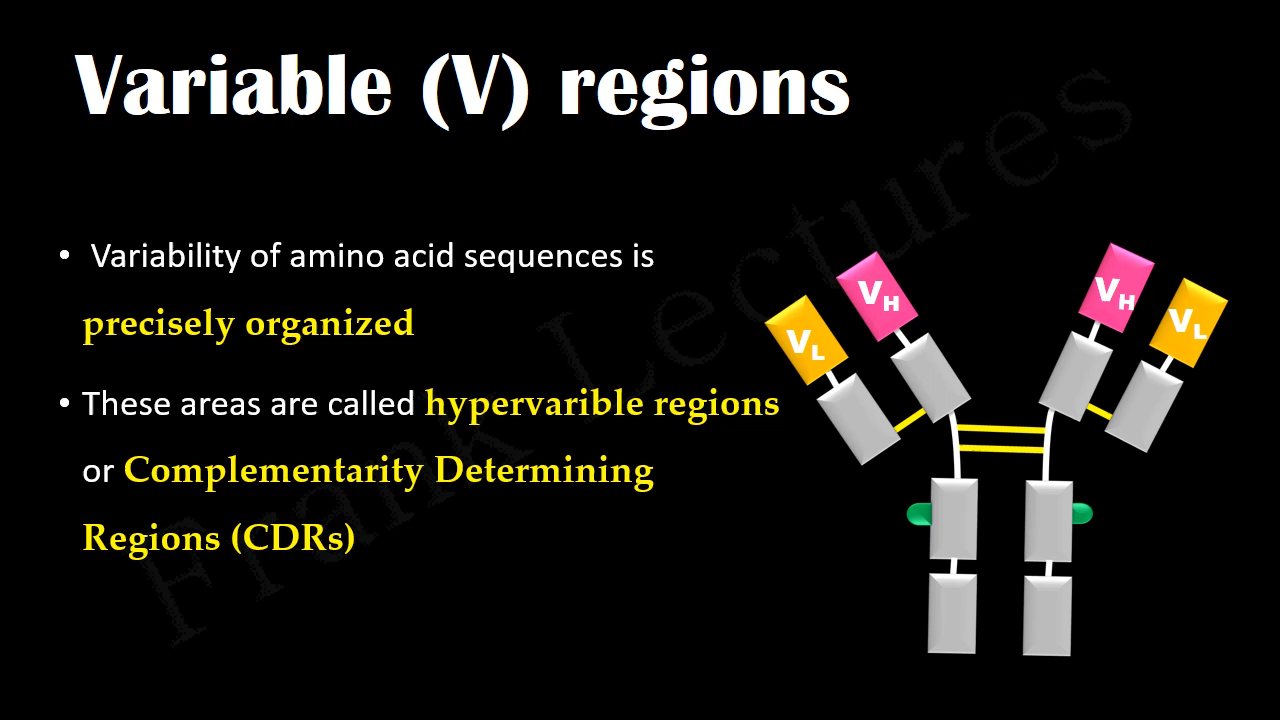 Variable (V) regions
• Variability of amino acid sequences is
precisely organized
• These areas are called hypervarible regions
or Complementarity Determining
Regions (CDRs)
VL
VH
VH
VL
Frank Lectures